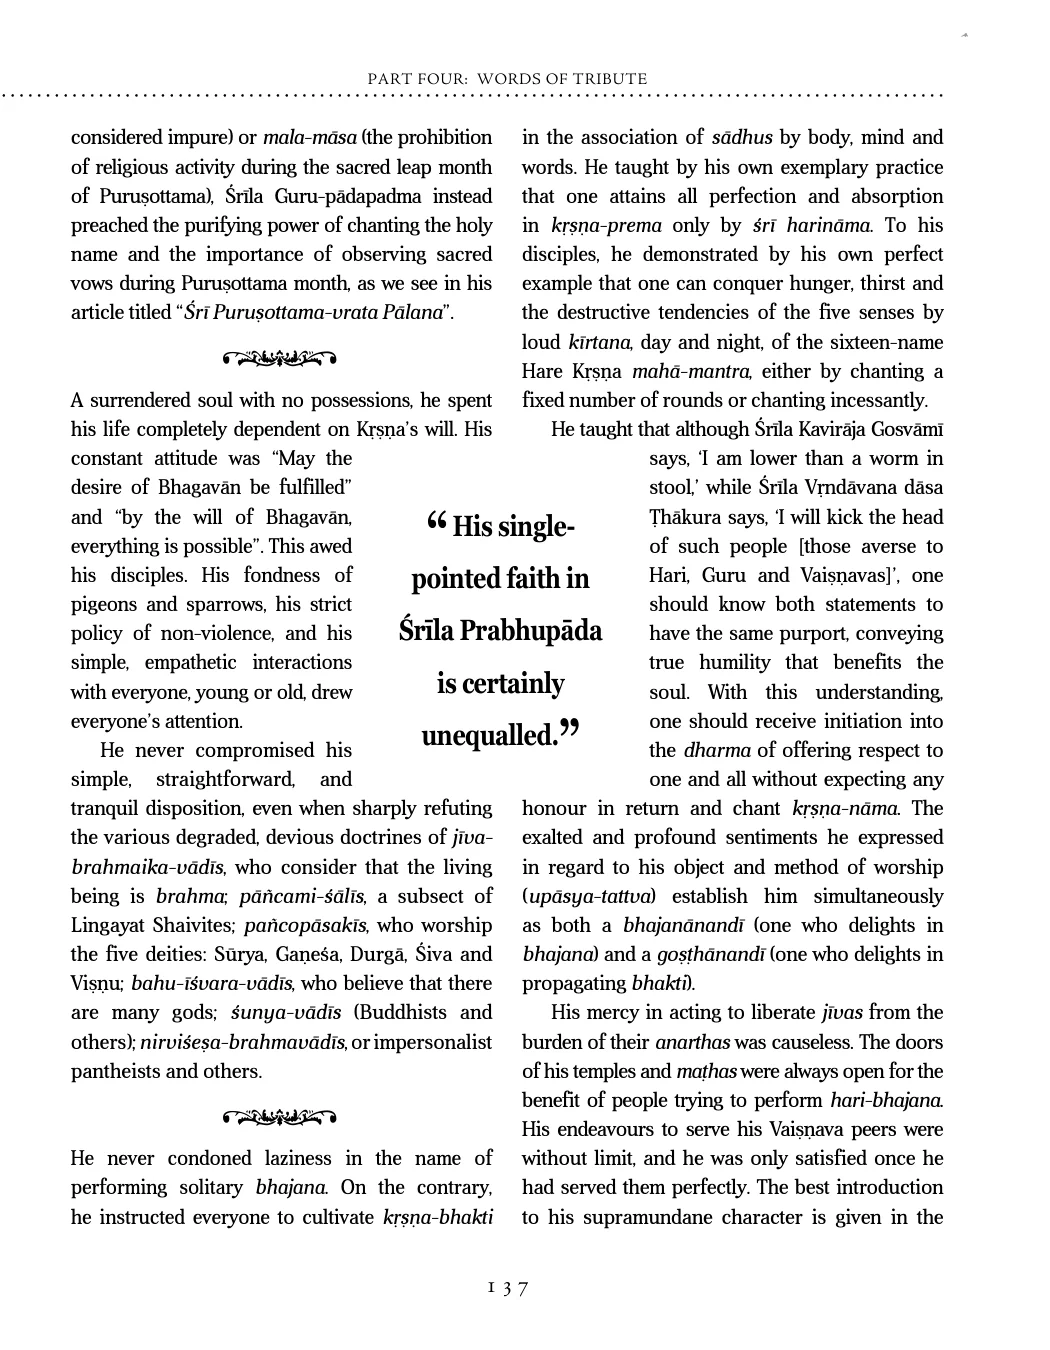 PART FOUR: WORDS OF TRIBUTE
considered impure) or mala-māsa (the prohibition
of religious activity during the sacred leap month
of Puruṣottama), Śrīla Guru-pādapadma instead
preached the purifying power of chanting the holy
name and the importance of observing sacred
vows during Puruṣottama month, as we see in his
article titled “Śrī Puruṣottama-vrata Pālana”.
A surrendered soul with no possessions, he spent
his life completely dependent on Kṛṣṇa’s will. His
constant attitude was “May the
desire of Bhagavān be fulfilled”
and “by the will of Bhagavān,
everything is possible”. This awed
his disciples. His fondness of
pigeons and sparrows, his strict
policy of non-violence, and his
simple, empathetic interactions
with everyone, young or old, drew
everyone’s attention.
He never compromised his
simple, straightforward, and
tranquil disposition, even when sharply refuting
the various degraded, devious doctrines of jīva-
brahmaika-vādīs, who consider that the living
being is brahma; pāñcami-śālīs, a subsect of
Lingayat Shaivites; pañcopāsakīs, who worship
the five deities: Sūrya, Gaṇeśa, Durgā, Śiva and
Viṣṇu; bahu-īśvara-vādīs, who believe that there
are many gods; śunya-vādīs (Buddhists and
others); nirviśeṣa-brahmavādīs, or impersonalist
pantheists and others.
He never condoned laziness in the name of
performing solitary bhajana. On the contrary,
he instructed everyone to cultivate kṛṣṇa-bhakti
“ His single-
pointed faith in
Śrīla Prabhupāda
is certainly
unequalled.”
in the association of sādhus by body, mind and
words. He taught by his own exemplary practice
that one attains all perfection and absorption
in kṛṣṇa-prema only by śrī harināma. To his
disciples, he demonstrated by his own perfect
example that one can conquer hunger, thirst and
the destructive tendencies of the five senses by
loud kīrtana, day and night, of the sixteen-name
Hare Kṛṣṇa mahā-mantra, either by chanting a
fixed number of rounds or chanting incessantly.
He taught that although Śrīla Kavirāja Gosvāmī
says, ‘I am lower than a worm in
stool,’ while Śrīla Vṛndāvana dāsa
Ṭhākura says, ‘I will kick the head
of such people [those averse to
Hari, Guru and Vaiṣṇavas]’, one
should know both statements to
have the same purport, conveying
true humility that benefits the
soul. With this understanding,
one should receive initiation into
the dharma of offering respect to
one and all without expecting any
honour in return and chant kṛṣṇa-nāma. The
exalted and profound sentiments he expressed
in regard to his object and method of worship
(upāsya-tattva) establish him simultaneously
as both a bhajanānandī (one who delights in
bhajana) and a goṣṭhānandī (one who delights in
propagating bhakti).
His mercy in acting to liberate jīvas from the
burden of their anarthas was causeless. The doors
of his temples and maṭhas were always open for the
benefit of people trying to perform hari-bhajana.
His endeavours to serve his Vaiṣṇava peers were
without limit, and he was only satisfied once he
had served them perfectly. The best introduction
to his supramundane character is given in the
137